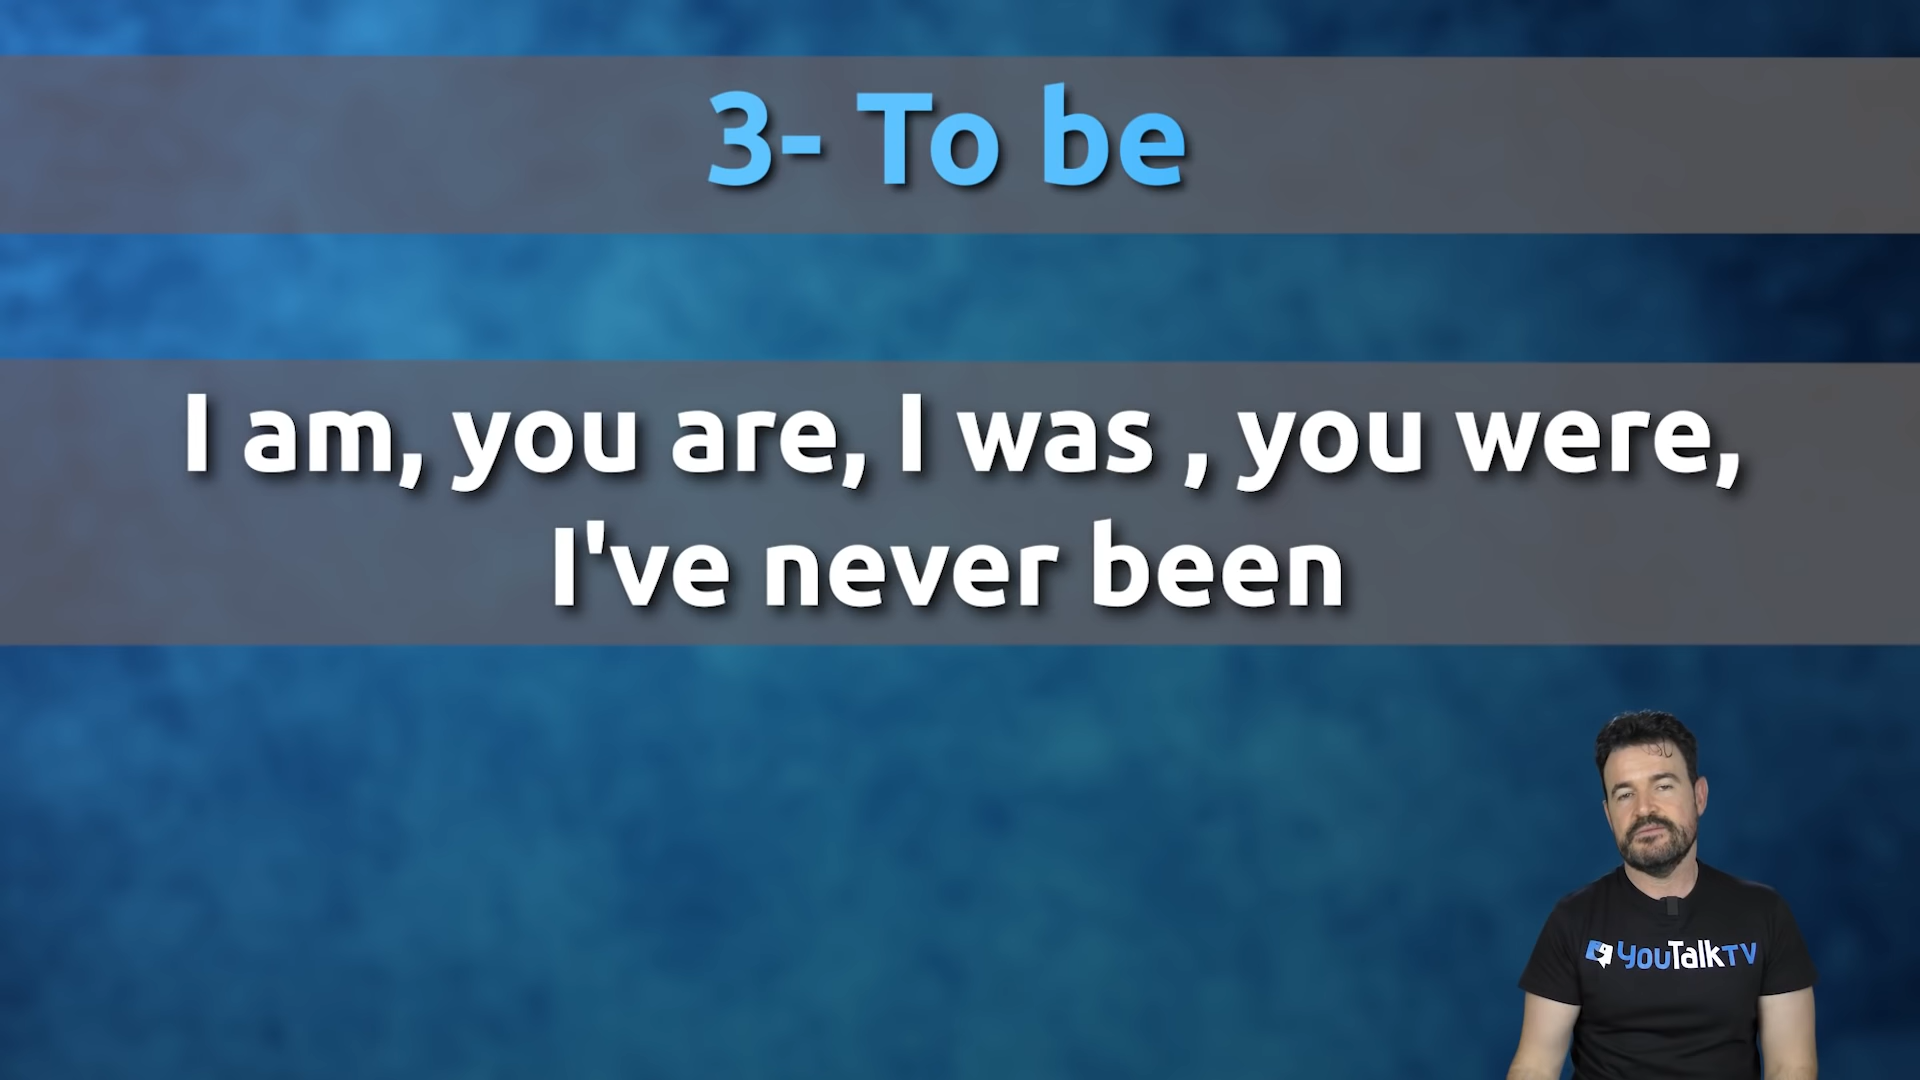 3- To be
I am, you are, I was , you were,
I've never been
YouTalkTV